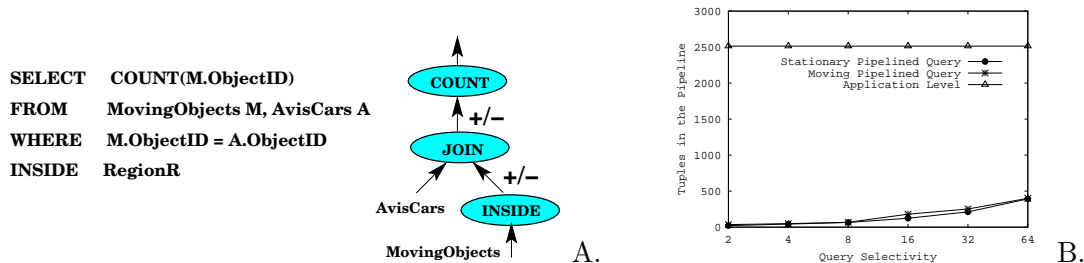 SELECT COUNT(M.ObjectID)
FROM MovingObjects M, AvisCars A
WHERE M.ObjectID = A.ObjectID
INSIDE RegionR
COUNT
+/−
JOIN
+/−
AvisCars
INSIDE
MovingObjects
A.
Tuples in the Pipeline
3000
2500
2000
1500
1000
500
0
Stationary Pipelined Query
Moving Pipelined Query
Application Level
2 4 8 16 32 64
Query Selectivity
B.